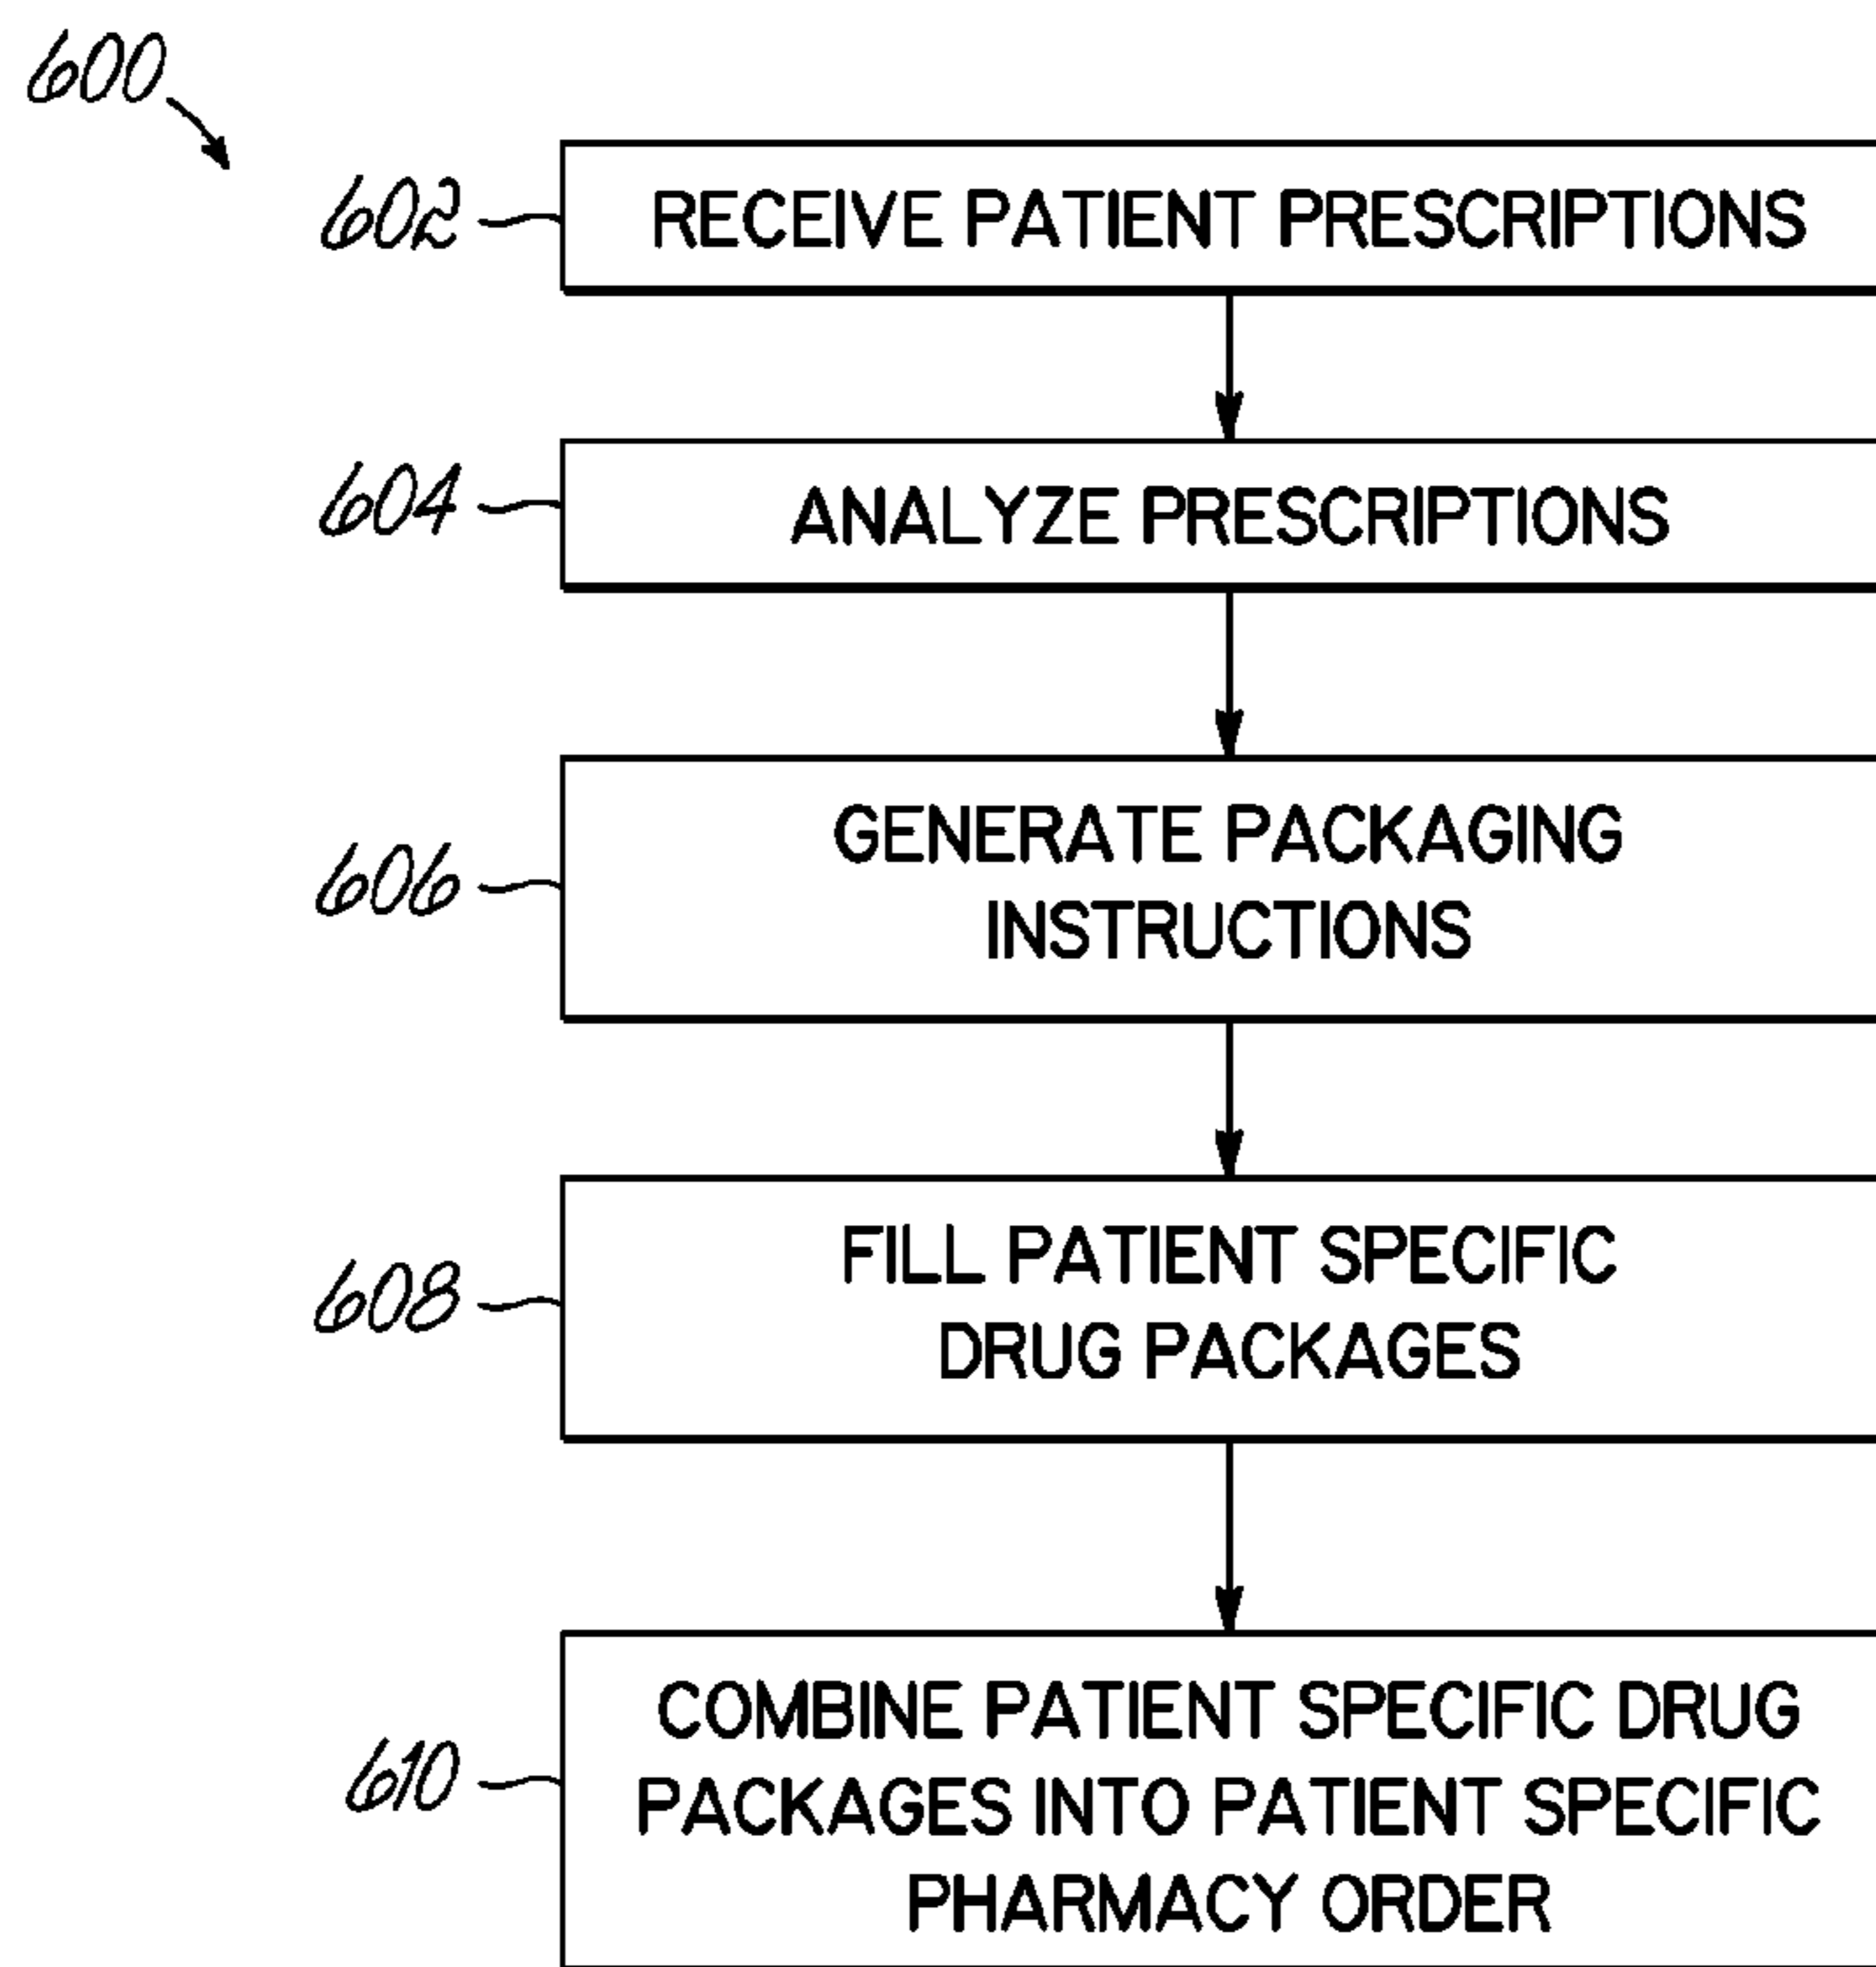 600
602
RECEIVE PATIENT PRESCRIPTIONS
604
ANALYZE PRESCRIPTIONS
606
GENERATE PACKAGING
INSTRUCTIONS
608
FILL PATIENT SPECIFIC
DRUG PACKAGES
610
COMBINE PATIENT SPECIFIC DRUG
PACKAGES INTO PATIENT SPECIFIC
PHARMACY ORDER